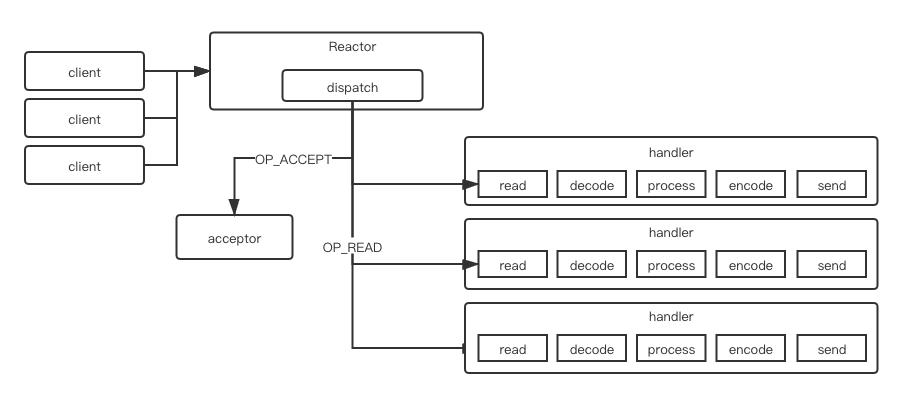 Reactor
dispatch
client
client
client
OP_ACCEPT
acceptor
OP_READ
handler
read decode process encode send
handler
read decode process encode send
handler
read decode process encode send